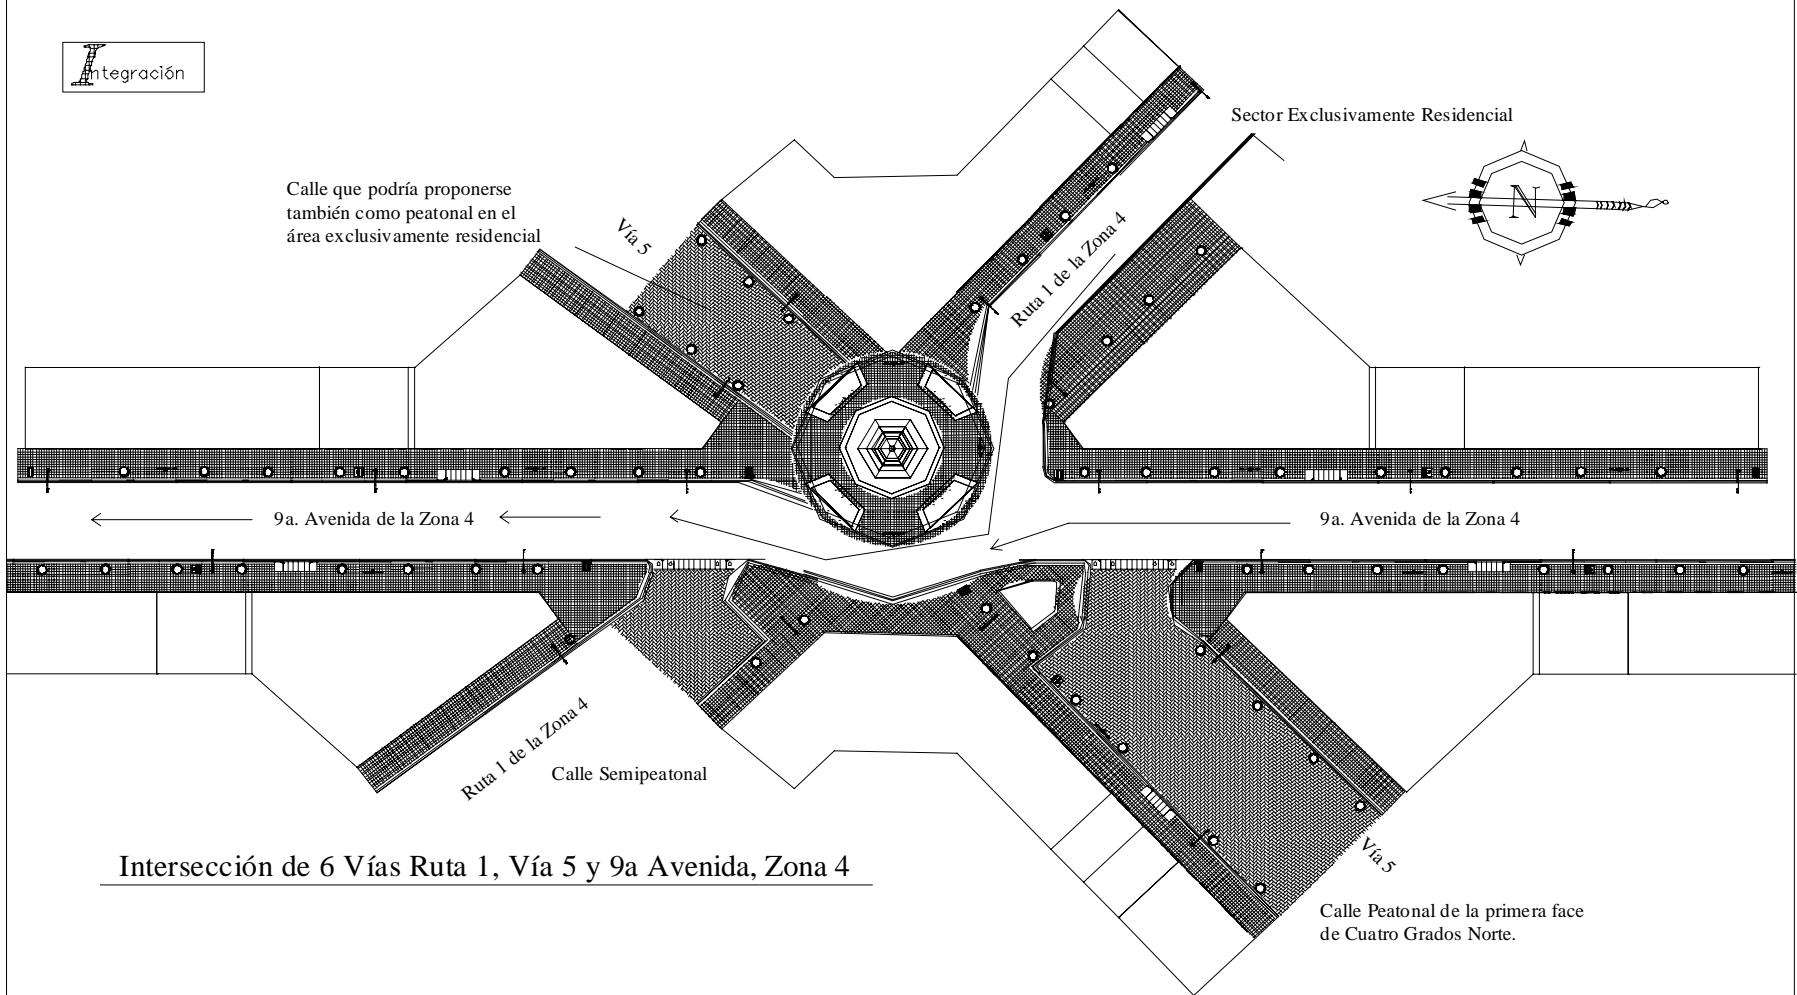 Integración
Sector Exclusivamente Residencial
Calle que podría proponerse
también como peatonal en el
área exclusivamente residencial
Vía 5
Ruta 1 de la Zona 4
N
9a. Avenida de la Zona 4
9a. Avenida de la Zona 4
Ruta 1 de la Zona 4
Calle Semipeatonal
Intersección de 6 Vías Ruta 1, Vía 5 y 9a Avenida, Zona 4
Vía 5
Calle Peatonal de la primera face
de Cuatro Grados Norte.